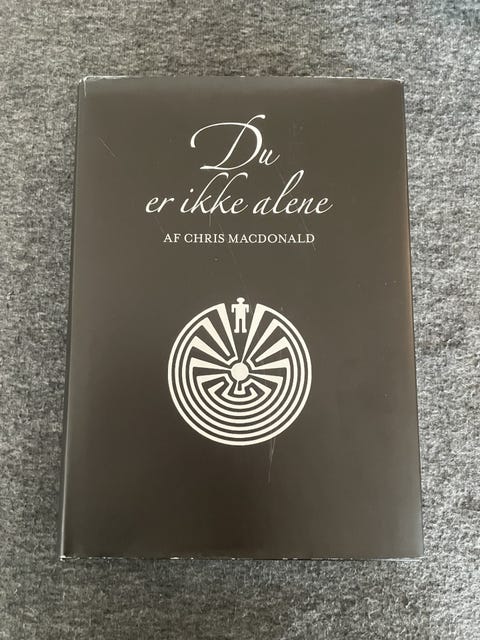 Du
er ikke alene
AF CHRIS MACDONALD